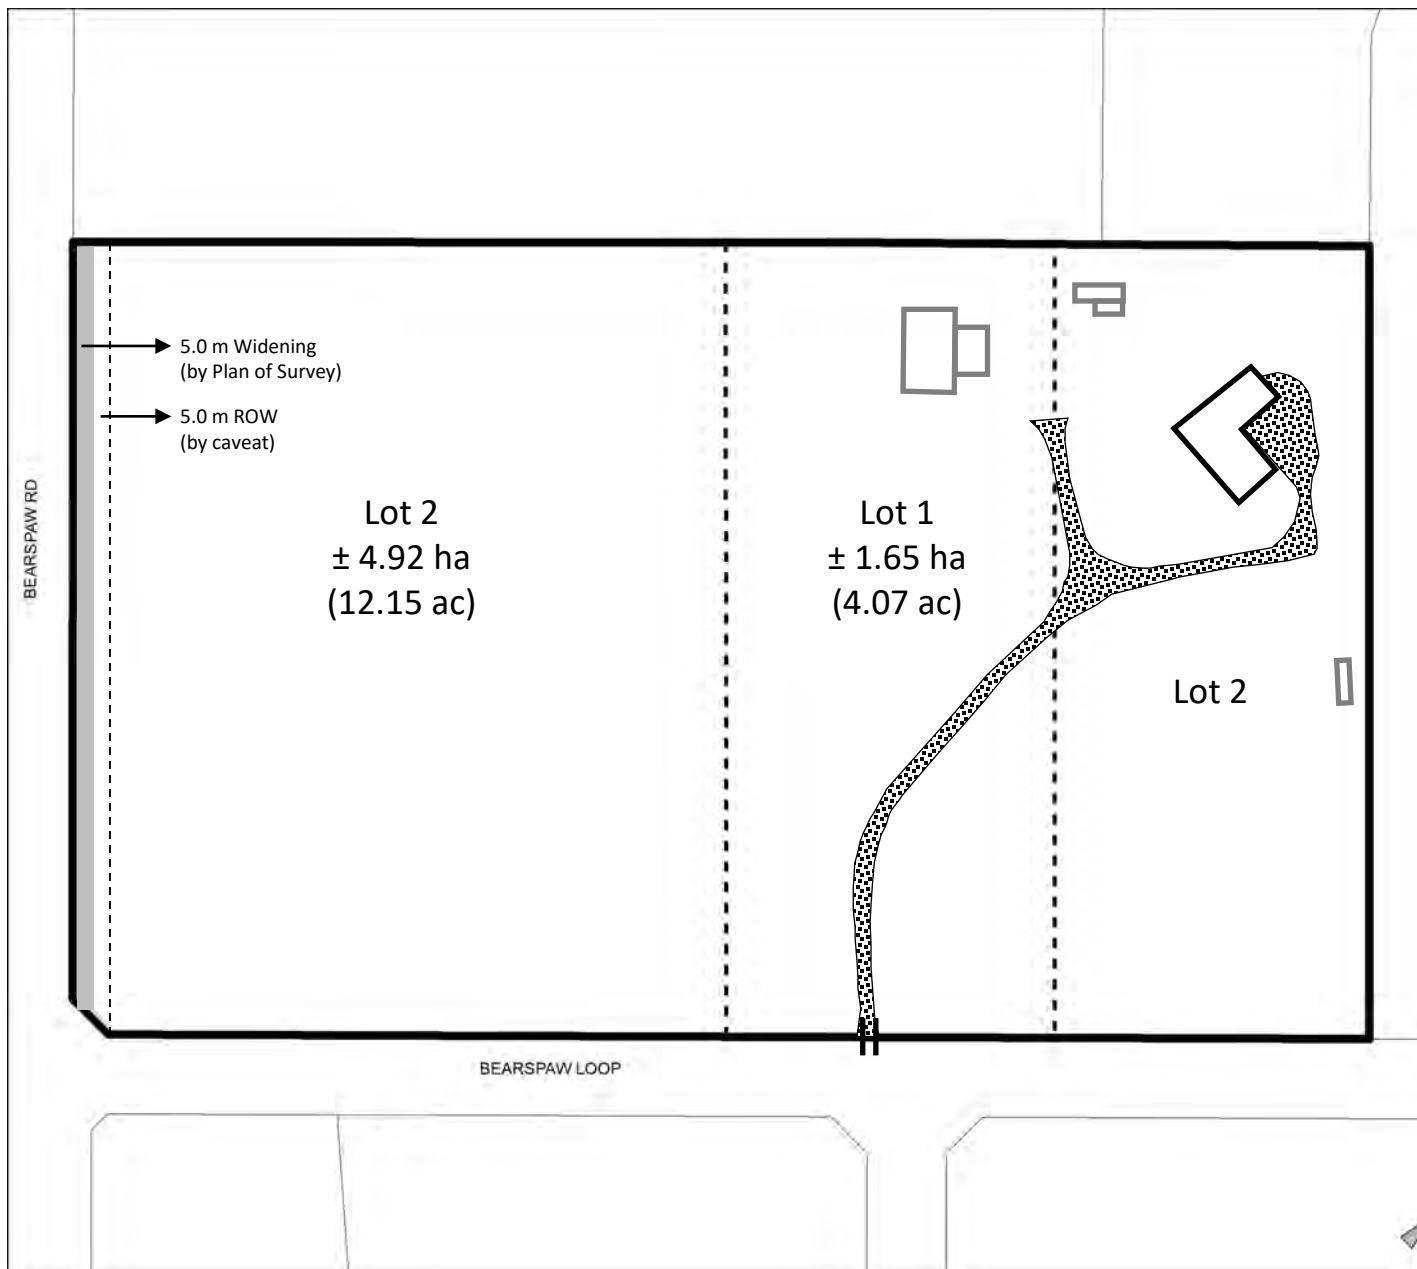 5.0 m Widening
(by Plan of Survey)
5.0 m ROW
(by caveat)
BEARSPAW RD
Lot 2
± 4.92 ha
(12.15 ac)
Lot 1
± 1.65 ha
(4.07 ac)
Lot 2
BEARSPAW LOOP